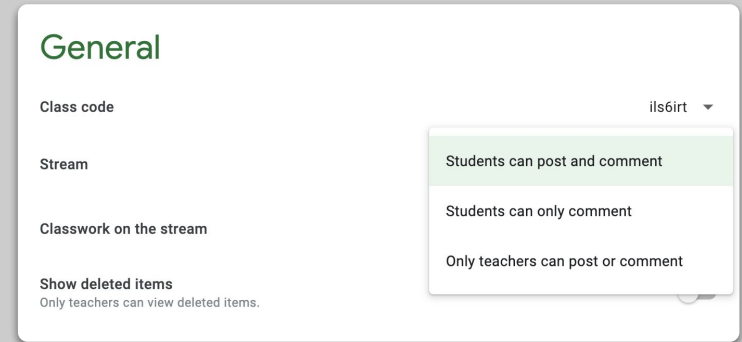 General
Class code
ils6irt
Stream
Students can post and comment
Students can only comment
Classwork on the stream
Only teachers can post or comment
Show deleted items
Only teachers can view deleted items.